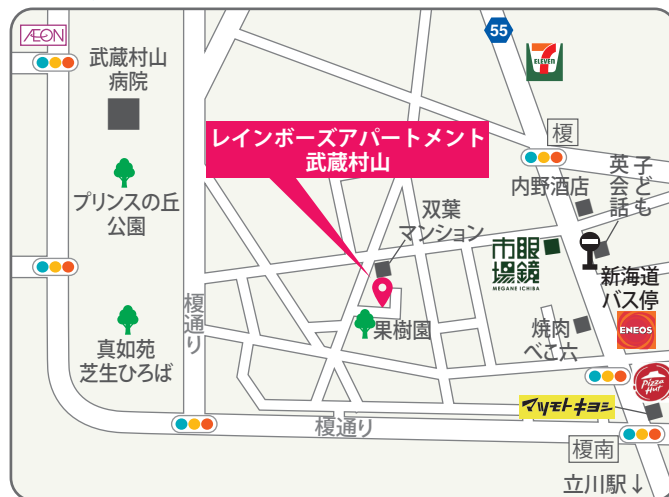 ÆON
武蔵村山
病院
プリンスの丘
公園
真如苑
芝生ひろば
榎通り
榎通り
レインボーズアパートメント
武蔵村山
双葉
マンション
果樹園
55
7
ELEVEN
榎
内野酒店
子ども
英会話
眼鏡
市場
MEGANE ICHIBA
新海道
バス停
ENEOS
焼肉
べこ六
Pizza
Hut
マツモトキヨシ
榎南
立川駅↓